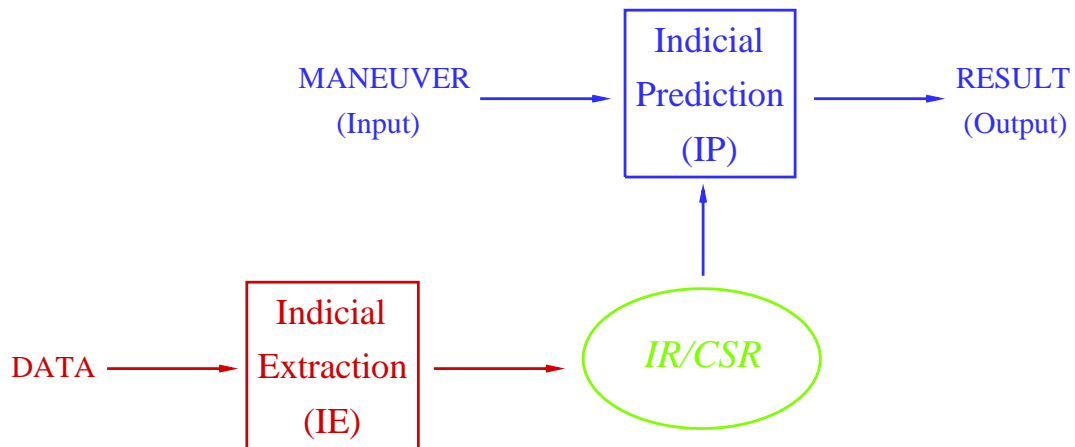 MANEUVER
(Input)
Indicial
Prediction
(IP)
RESULT
(Output)
DATA
Indicial
Extraction
(IE)
IR/CSR